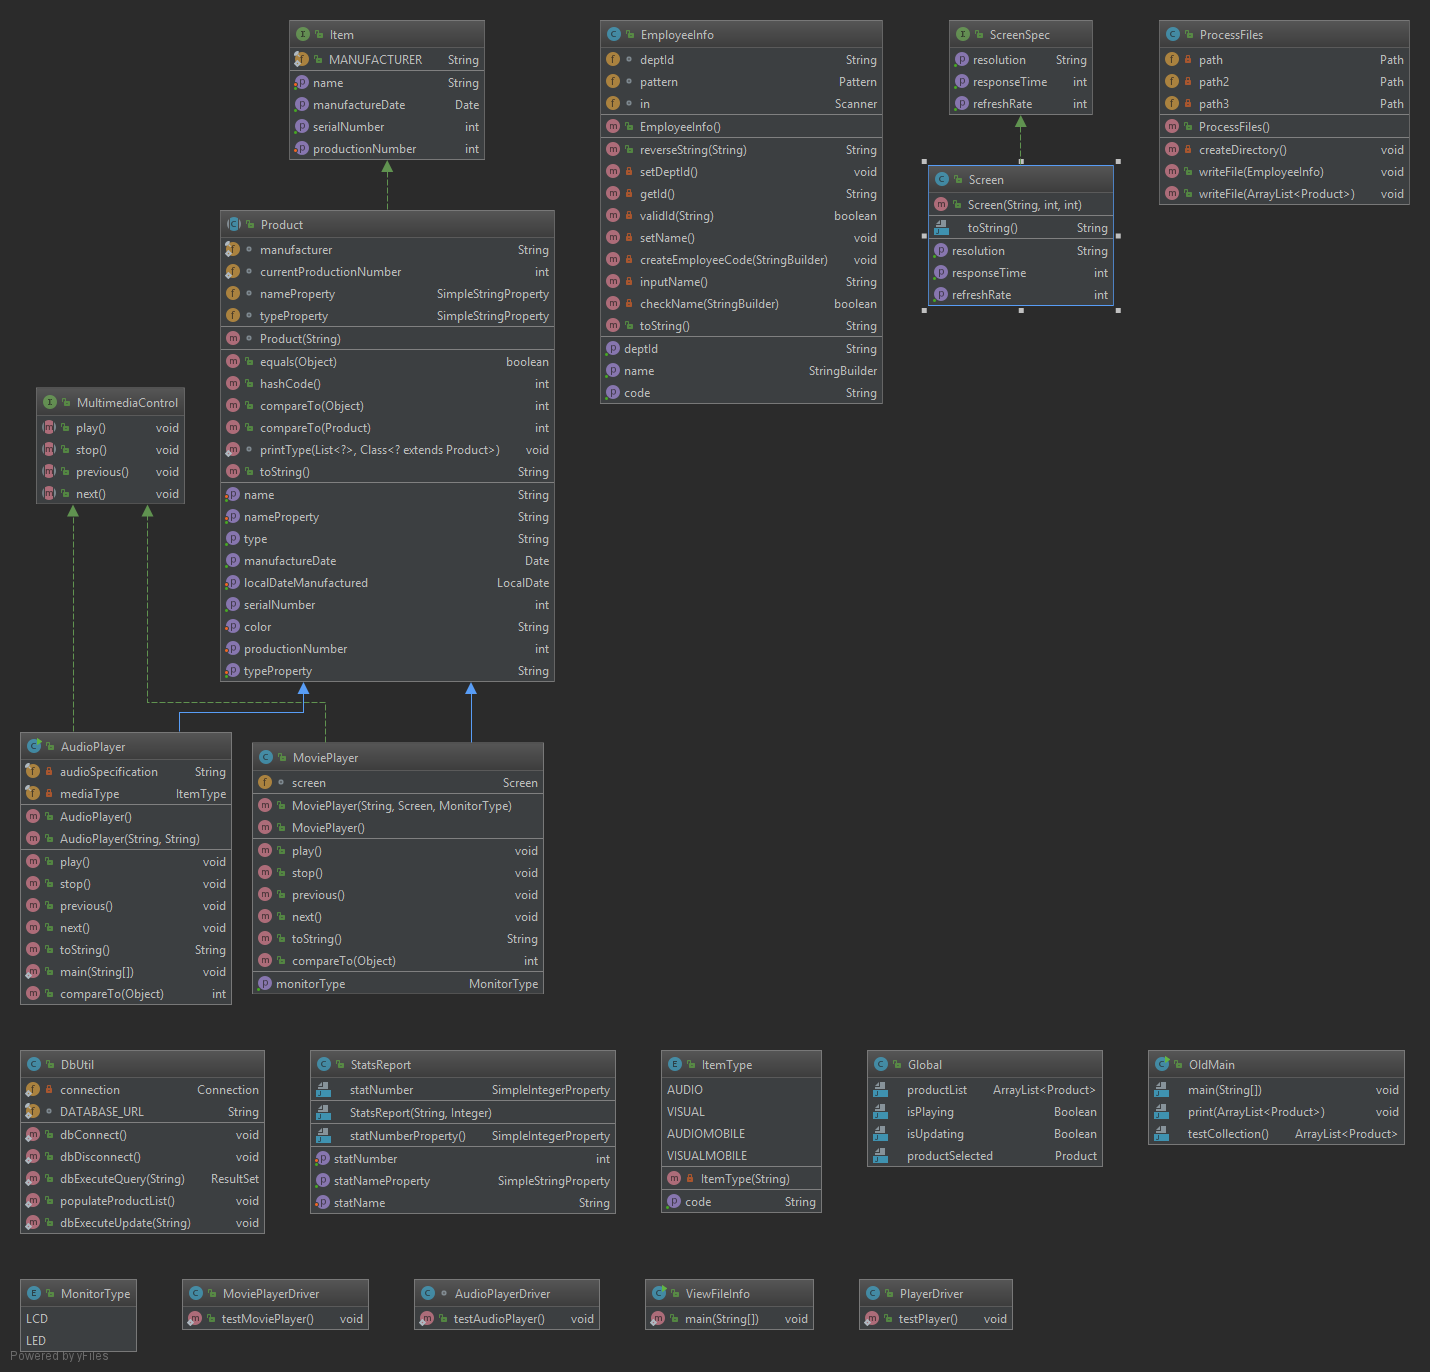 Item
MANUFACTURER String
name String
manufactureDate Date
serialNumber int
productionNumber int
EmployeeInfo
deptId String
pattern Pattern
in Scanner
EmployeeInfo()
reverseString(String) String
setDeptId() void
getId() String
validId(String) boolean
setName() void
createEmployeeCode(StringBuilder) void
inputName() String
checkName(StringBuilder) boolean
toString() String
deptId String
name StringBuilder
code String
ScreenSpec
resolution String
responseTime int
refreshRate int
Screen
Screen(String, int, int)
toString() String
resolution String
responseTime int
refreshRate int
ProcessFiles
path Path
path2 Path
path3 Path
ProcessFiles()
createDirectory() void
writeFile(EmployeeInfo) void
writeFile(ArrayList<Product>) void
Product
manufacturer String
currentProductionNumber int
nameProperty SimpleStringProperty
typeProperty SimpleStringProperty
Product(String)
equals(Object) boolean
hashCode() int
compareTo(Object) int
compareTo(Product) int
printType(List<?>, Class<? extends Product>) void
toString() String
name String
nameProperty String
type String
manufactureDate Date
localDateManufactured LocalDate
serialNumber int
color String
productionNumber int
typeProperty String
MultimediaControl
play() void
stop() void
previous() void
next() void
AudioPlayer
audioSpecification String
mediaType ItemType
AudioPlayer()
AudioPlayer(String, String)
play() void
stop() void
previous() void
next() void
toString() String
main(String[]) void
compareTo(Object) int
MoviePlayer
screen Screen
MoviePlayer(String, Screen, MonitorType)
MoviePlayer()
play() void
stop() void
previous() void
next() void
toString() String
compareTo(Object) int
monitorType MonitorType
DbUtil
connection Connection
DATABASE_URL String
dbConnect() void
dbDisconnect() void
dbExecuteQuery(String) ResultSet
populateProductList() void
dbExecuteUpdate(String) void
StatsReport
statNumber SimpleIntegerProperty
StatsReport(String, Integer)
statNumberProperty() SimpleIntegerProperty
statNumber int
statNameProperty SimpleStringProperty
statName String
ItemType
AUDIO
VISUAL
AUDIOMOBILE
VISUALMOBILE
ItemType(String)
code String
Global
productList ArrayList<Product>
isPlaying Boolean
isUpdating Boolean
productSelected Product
OldMain
main(String[]) void
print(ArrayList<Product>) void
testCollection() ArrayList<Product>
MonitorType
LCD
LED
MoviePlayerDriver
testMoviePlayer() void
AudioPlayerDriver
testAudioPlayer() void
ViewFileInfo
main(String[]) void
PlayerDriver
testPlayer() void
Powered by yFiles